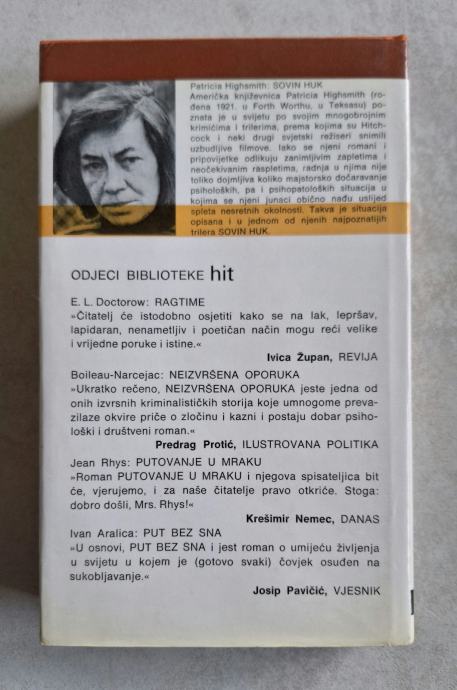 Patricia Highsmith: SOVIN HUK
Američka književnica Patricia Highsmith (ro-
đena 1921. u Forth Worthu, u Teksasu) po-
znata je u svijetu po svojim mnogobrojnim
krimićima i trilerima, prema kojima su Hitch-
cock i neki drugi svjetski režiseri snimili
uzbudljive filmove. Iako se njeni romani i
pripovijetke odlikuju zanimljivim zapletima i
neočekivanim raspletima, radnja u njima nije
toliko dojmljiva koliko majstorsko dočaravanje
psiholoških, pa i psihopatoloških situacija u
kojima se njeni junaci obično nađu uslijed
spleta nesretnih okolnosti. Takva je situacija
opisana i u jednom od njenih najpoznatijih
trilera SOVIN HUK.
ODJECI BIBLIOTEKE hit
E. L. Doctorow: RAGTIME
»Čitatelj će istodobno osjetiti kako se na lak, lepršav,
lapidaran, nenametljiv i poetičan način mogu reći velike
i vrijedne poruke i istine.«
Ivica Župan, REVIJA
Boileau-Narcejac: NEIZVRŠENA OPORUKA
»Ukratko rečeno, NEIZVRŠENA OPORUKA jeste jedna od
onih izvrsnih kriminalističkih storija koje umnogome preva-
zilaze okvire priče o zločinu i kazni i postaju dobar psiho-
loški i društveni roman.«
Predrag Protić, ILUSTROVANA POLITIKA
Jean Rhys: PUTOVANJE U MRAKU
»Roman PUTOVANJE U MRAKU i njegova spisateljica bit
će, vjerujemo, i za naše čitatelje pravo otkriće. Stoga:
dobro došli, Mrs. Rhys!«
Krešimir Nemec, DANAS
Ivan Aralica: PUT BEZ SNA
»U osnovi, PUT BEZ SNA i jest roman o umijeću življenja
u svijetu u kojem je (gotovo svaki) čovjek osuđen na
sukobljavanje.«
Josip Pavičić, VJESNIK